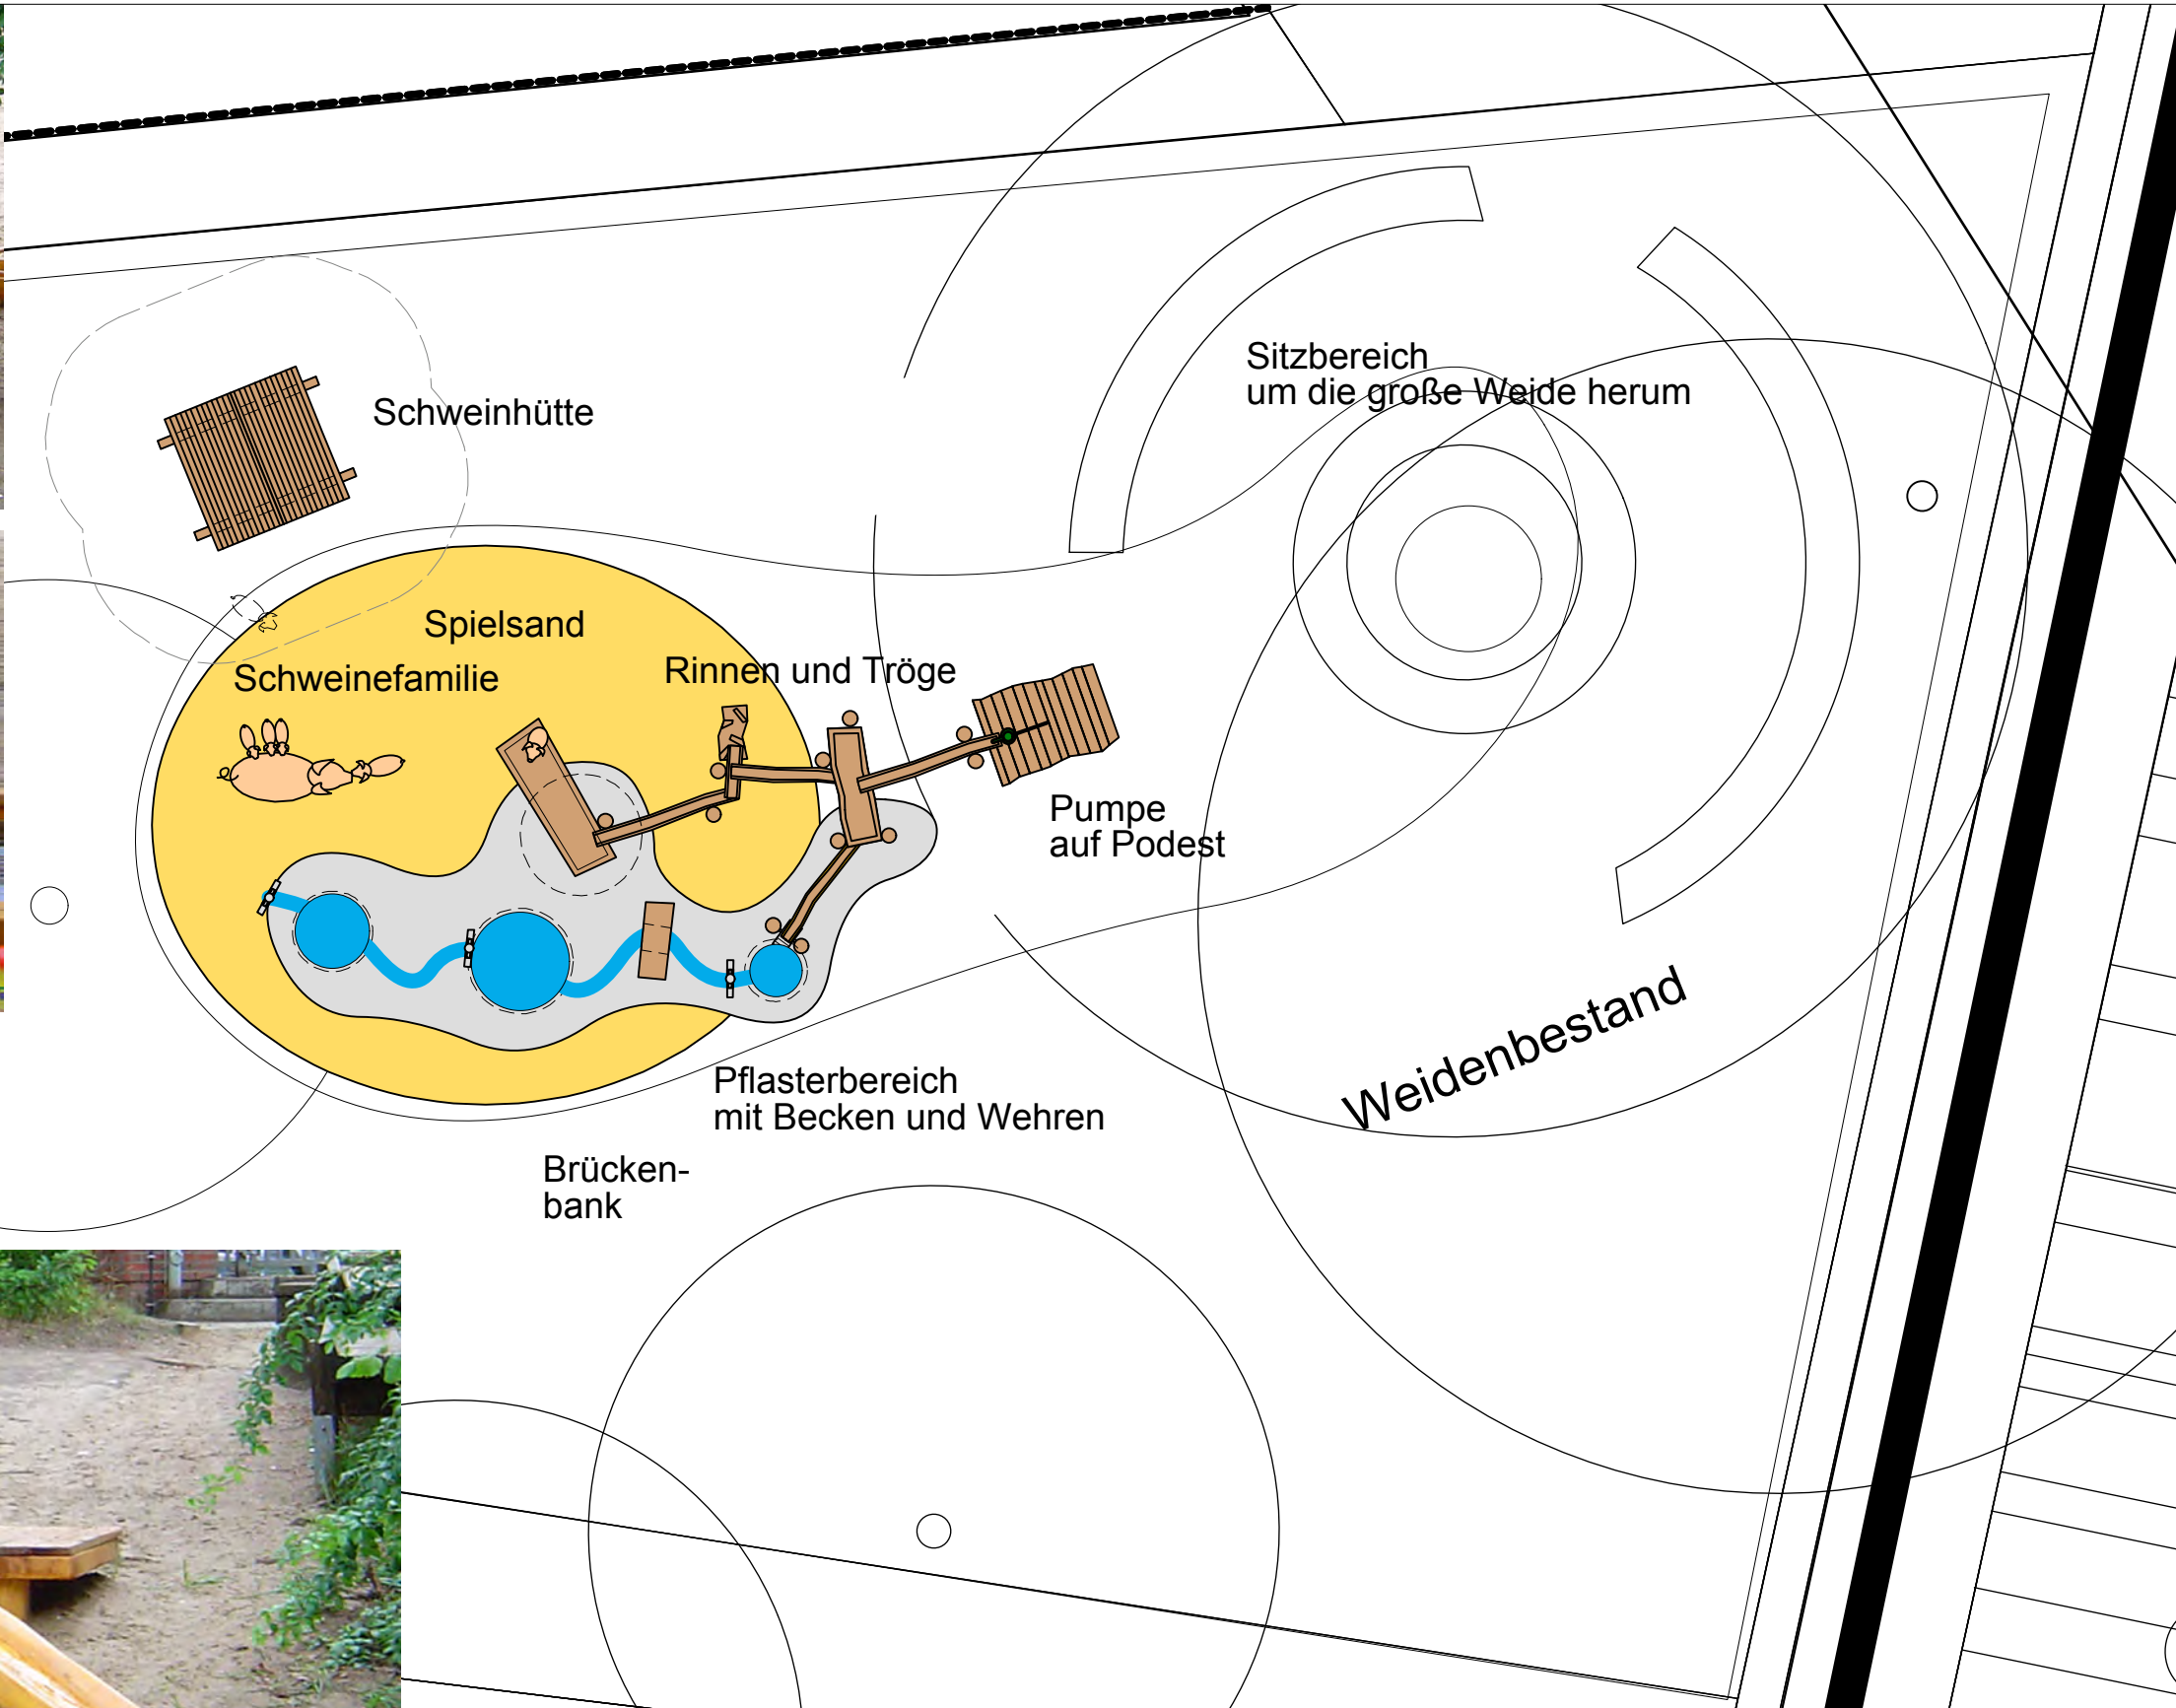 Sitzbereich
um die große Weide herum
Schweinhütte
Spielsand
Schweinefamilie
Rinnen und Tröge
Pumpe
auf Podest
Weidenbestand
Pflasterbereich
mit Becken und Wehren
Brücken-
bank